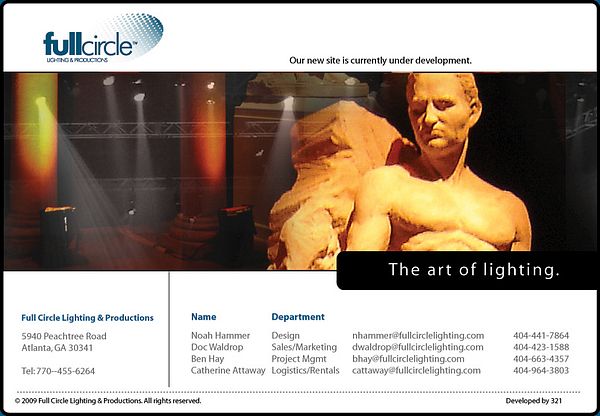 fullcircle™
LIGHTING & PRODUCTIONS
Our new site is currently under development.
The art of lighting.
Full Circle Lighting & Productions
5940 Peachtree Road
Atlanta, GA 30341
Tel: 770--455-6264
Name Department
Noah Hammer Design nhammer@fullcirclelighting.com 404-441-7864
Doc Waldrop Sales/Marketing dwaldrop@fullcirclelighting.com 404-423-1588
Ben Hay Project Mgmt bhay@fullcirclelighting.com 404-663-4357
Catherine Attaway Logistics/Rentals cattaway@fullcirclelighting.com 404-964-3803
© 2009 Full Circle Lighting & Productions. All rights reserved. Developed by 321